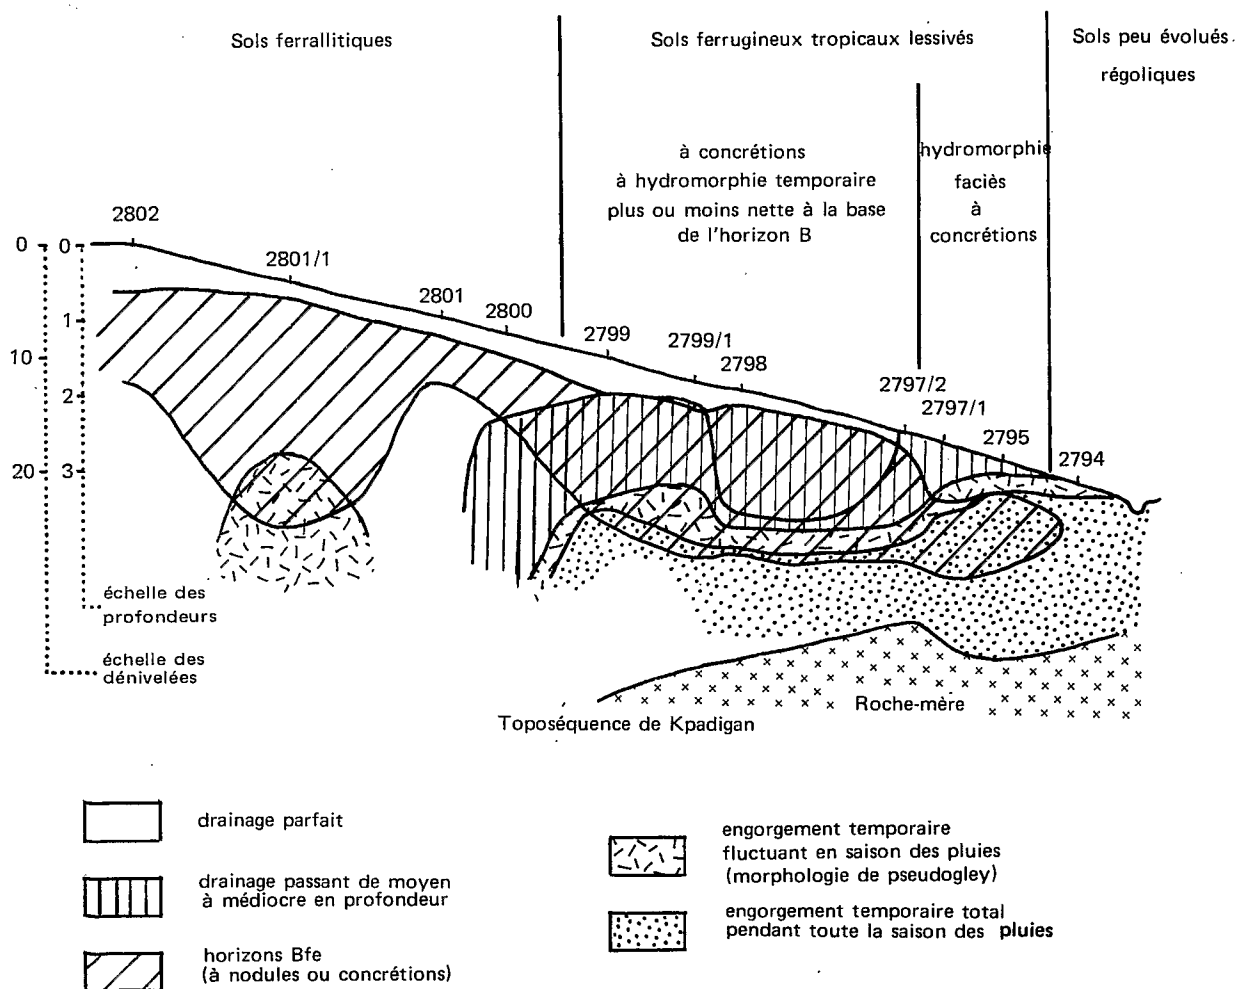 Sols ferrallitiques
Sols ferrugineux tropicaux lessivés
Sols peu évolués
régoliques
à concrétions
à hydromorphie temporaire
plus ou moins nette à la base
de l'horizon B
hydromorphie
faciès
à
concrétions
2802
2801/1
2801
2800
2799
2799/1
2798
2797/2
2797/1
2795
2794
0
0
1
10
2
20
3
échelle des
profondeurs
échelle des
dénivelées
Roche-mère
Toposéquence de Kpadigan
drainage parfait
drainage passant de moyen
à médiocre en profondeur
horizons Bfe
(à nodules ou concrétions)
engorgement temporaire
fluctuant en saison des pluies
(morphologie de pseudogley)
engorgement temporaire total
pendant toute la saison des pluies